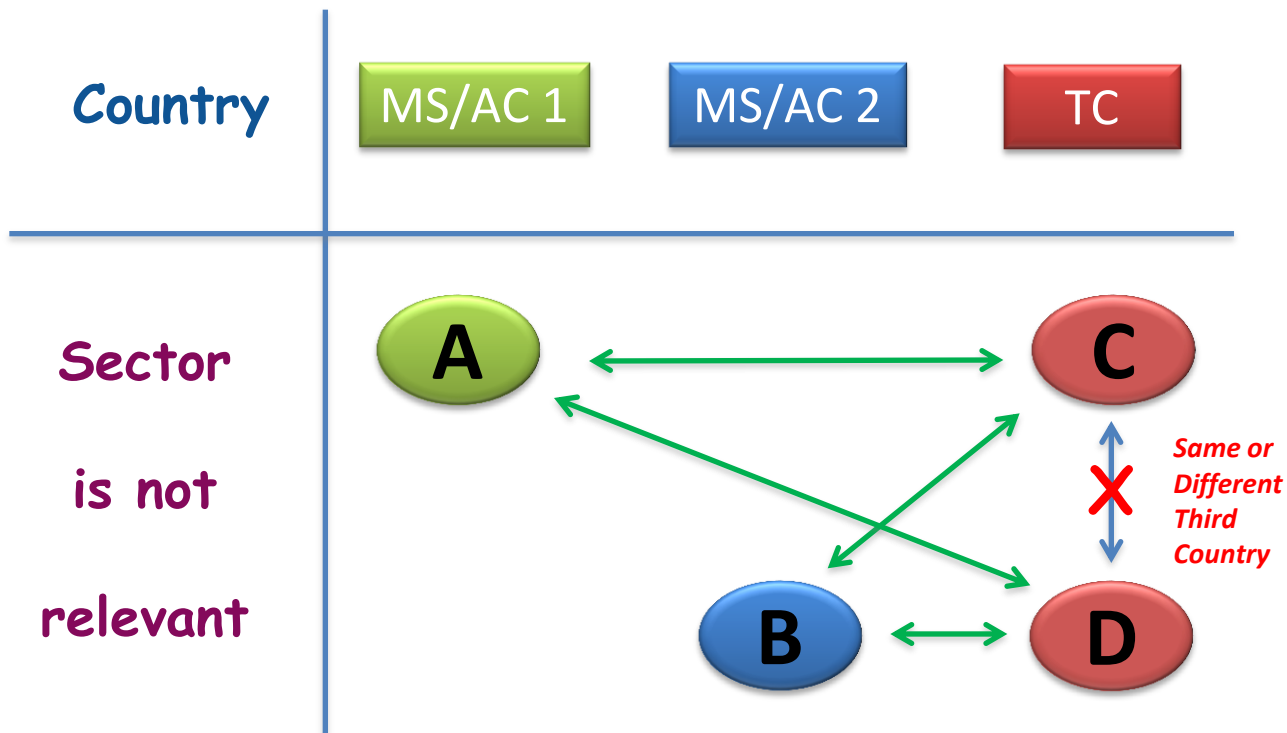 Country
MS/AC 1
MS/AC 2
TC
Sector
is not
relevant
A
C
Same or
Different
Third
Country
B
D